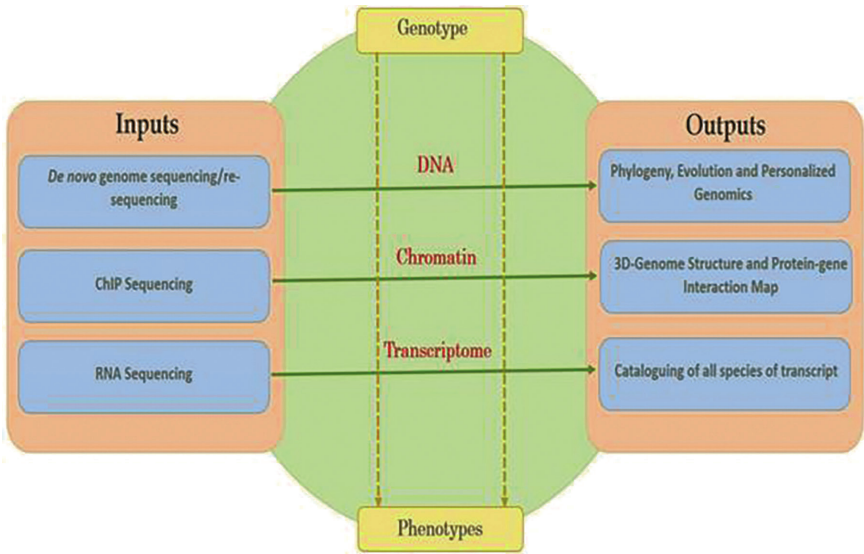 Genotype
Inputs
De novo genome sequencing/re-
sequencing
ChIP Sequencing
RNA Sequencing
DNA
Chromatin
Transcriptome
Outputs
Phylogeny, Evolution and Personalized
Genomics
3D-Genome Structure and Protein-gene
Interaction Map
Cataloguing of all species of transcript
Phenotypes